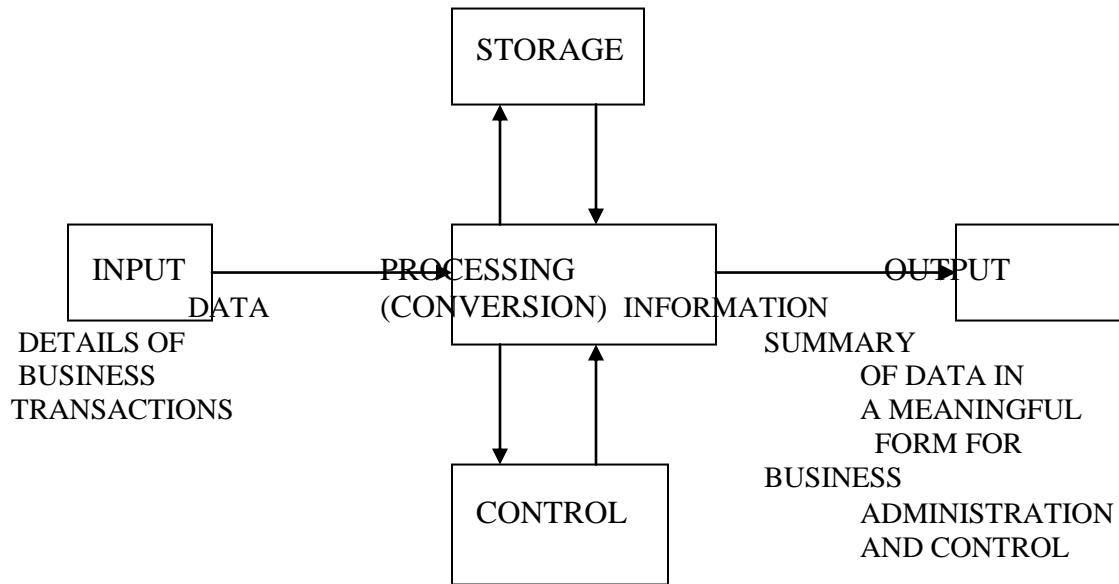 STORAGE
INPUT
PROCESSING
OUTPUT
DATA
(CONVERSION)
INFORMATION
DETAILS OF
BUSINESS
TRANSACTIONS
SUMMARY
OF DATA IN
A MEANINGFUL
FORM FOR
BUSINESS
ADMINISTRATION
AND CONTROL
CONTROL